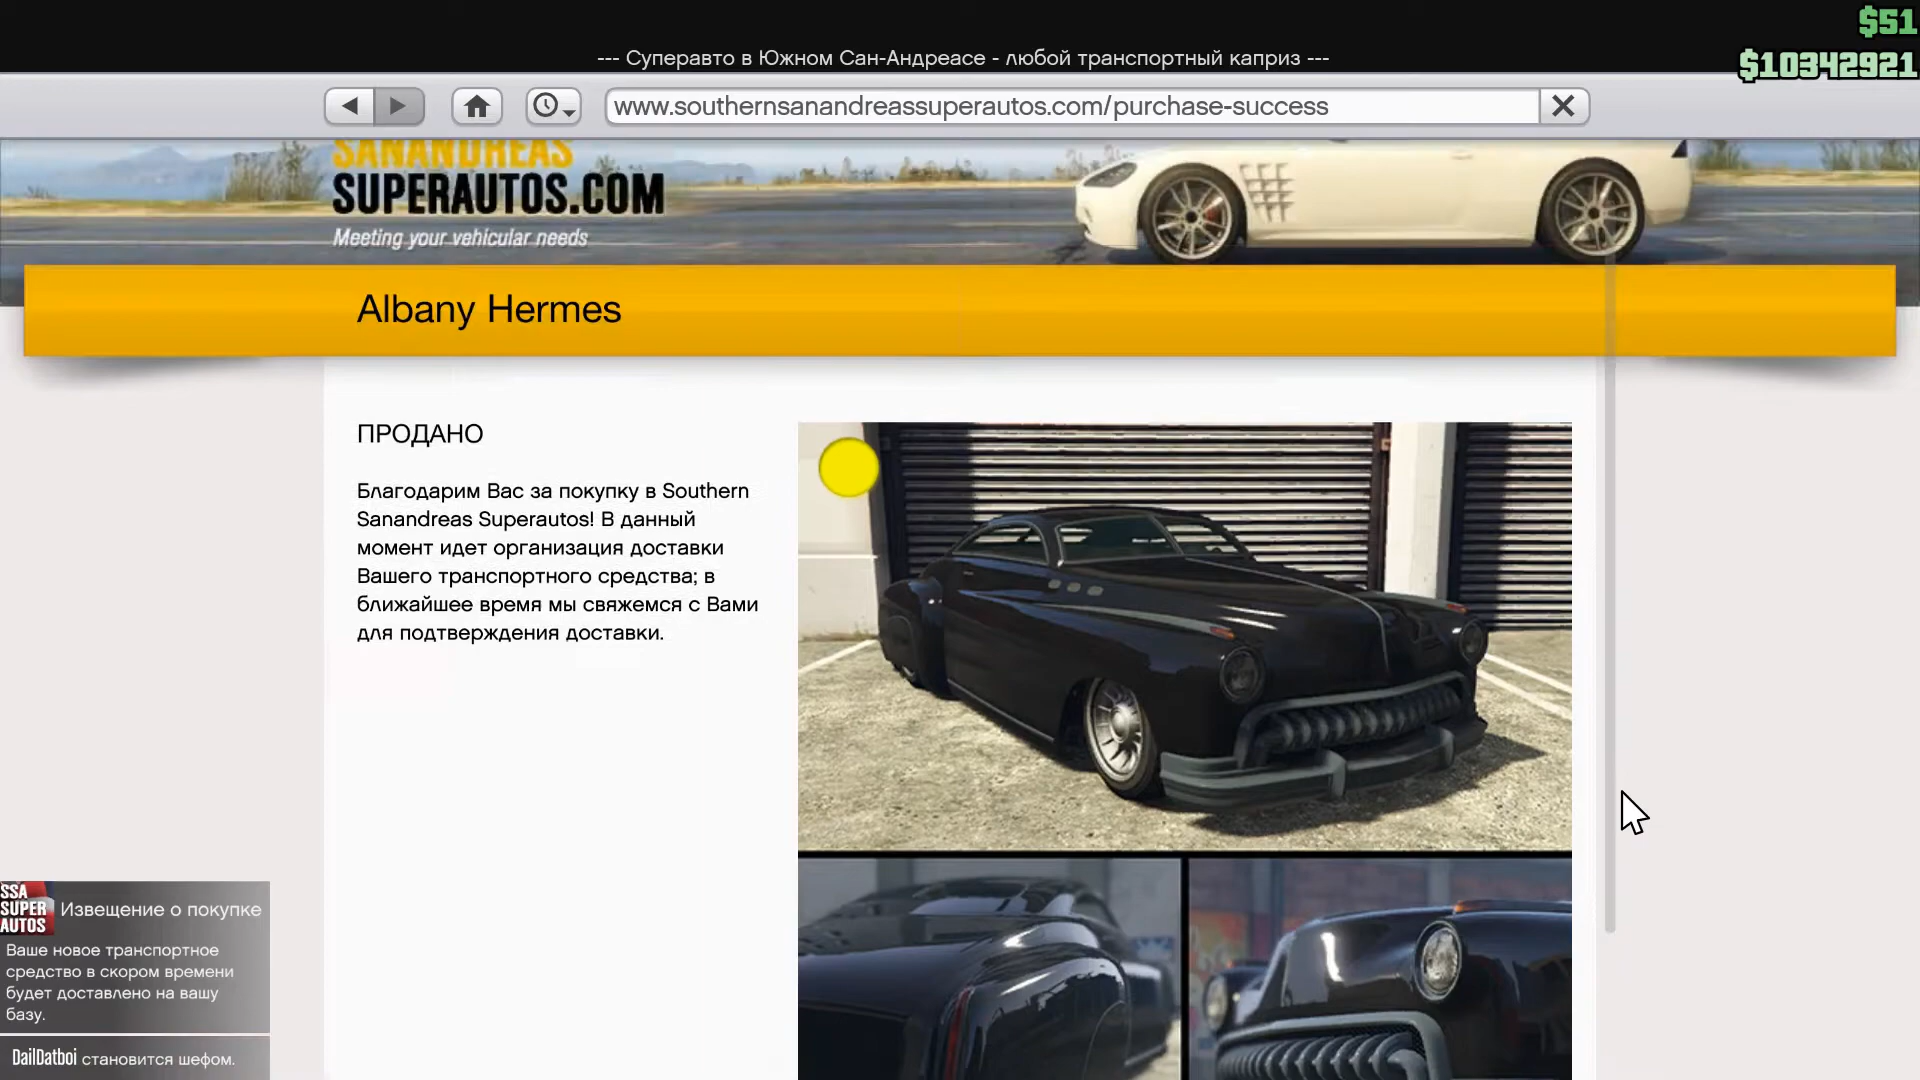 $51
--- Суперавто в Южном Сан-Андреасе - любой транспортный каприз ---
$10342921
www.southernsanandreassuperautos.com/purchase-success
SANANDREAS
SUPERAUTOS.COM
Meeting your vehicular needs
Albany Hermes
ПРОДАНО
Благодарим Вас за покупку в Southern
Sanandreas Superautos! В данный
момент идет организация доставки
Вашего транспортного средства; в
ближайшее время мы свяжемся с Вами
для подтверждения доставки.
SSA
SUPER
AUTOS
Извещение о покупке
Ваше новое транспортное
средство в скором времени
будет доставлено на вашу
базу.
DailDatboi становится шефом.